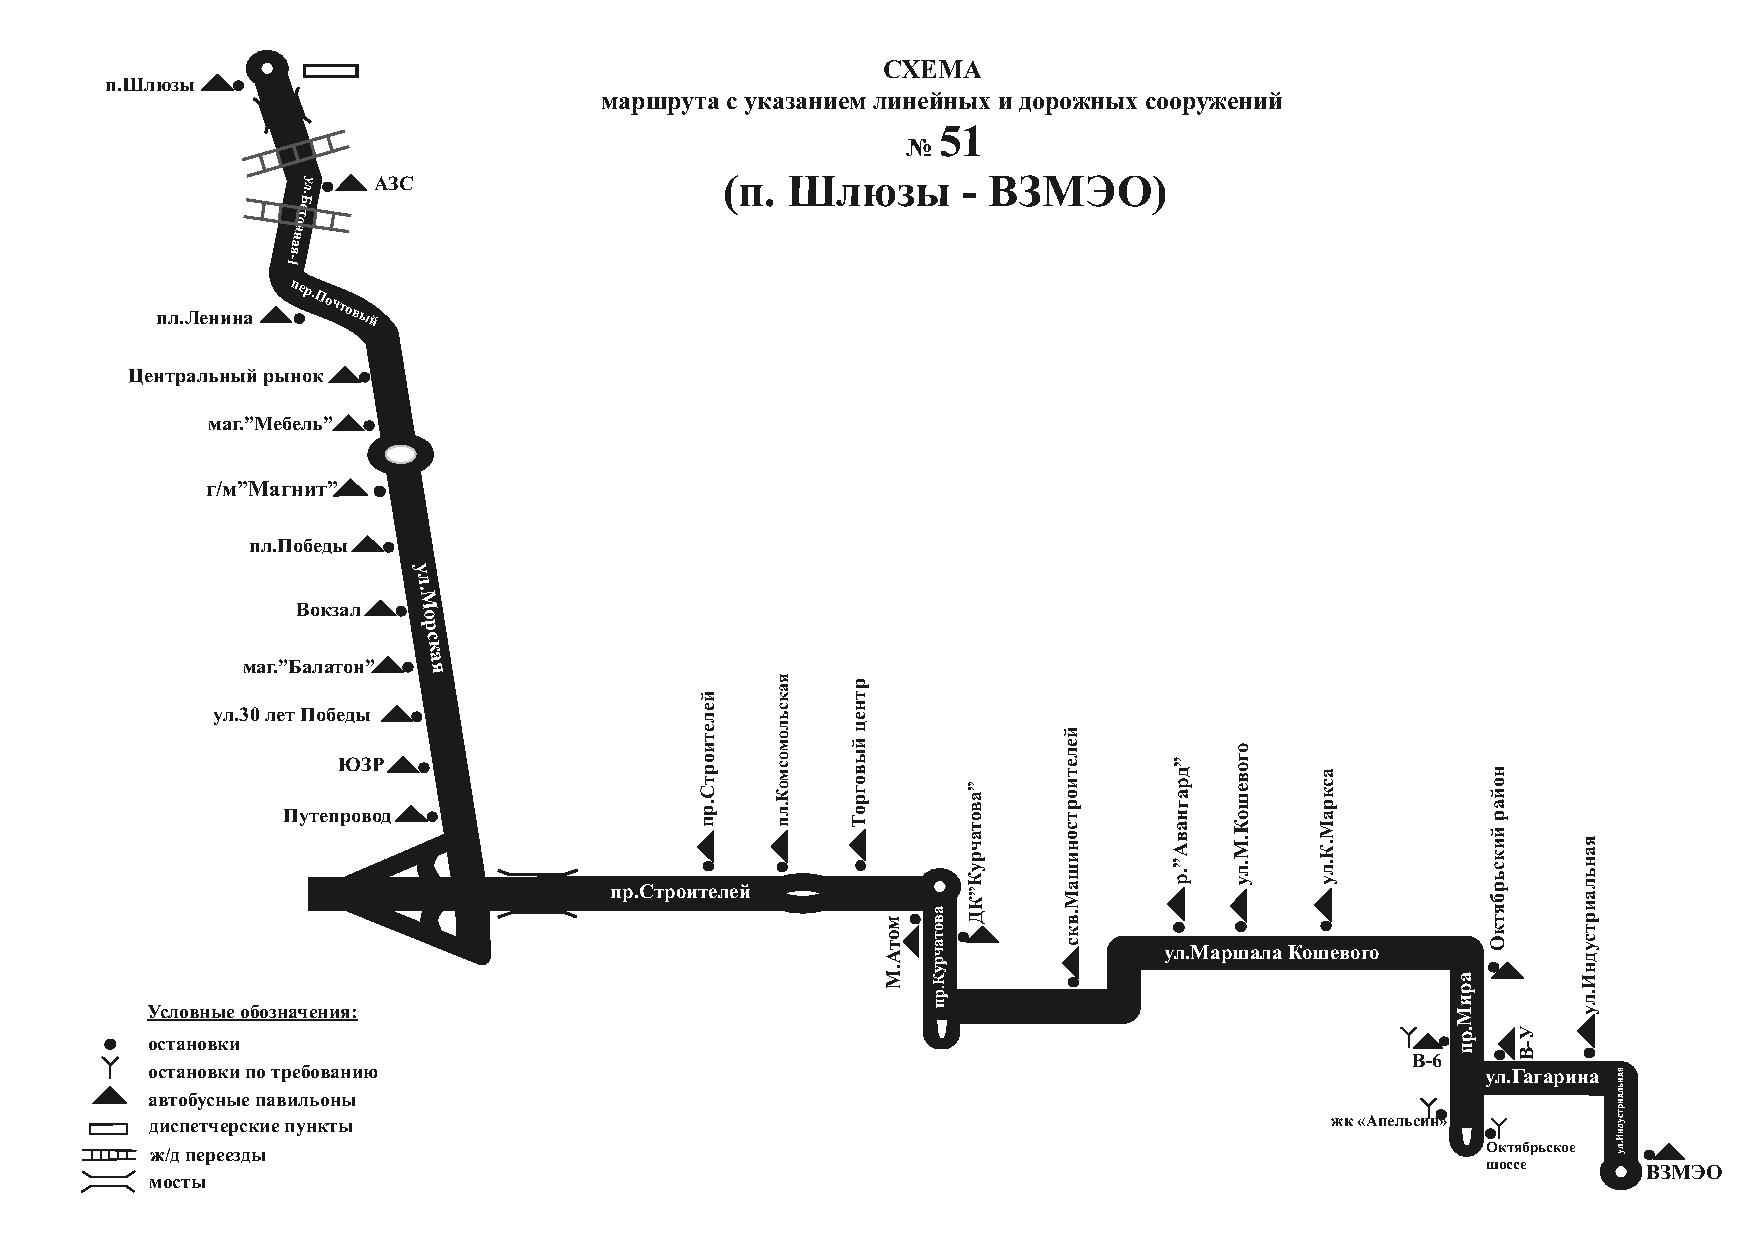 СХЕМА
маршрута с указанием линейных и дорожных сооружений
№ 51
(п. Шлюзы - ВЗМЭО)
п.Шлюзы
АЗС
ул.Бетонная-1
пер.Почтовый
пл.Ленина
Центральный рынок
маг.”Мебель”
г/м”Магнит”
пл.Победы
ул.Морская
Вокзал
маг.”Балатон”
ул.30 лет Победы
ЮЗР
Путепровод
пр.Строителей
пр.Строителей
пл.Комсомольская
Торговый центр
М.Атом
пр.Курчатова
ДК”Курчатова”
скв.Машиностроителей
р.”Авангард”
ул.М.Кошевого
ул.К.Маркса
ул.Маршала Кошевого
Октябрьский район
пр.Мира
В-6
В-У
ул.Индустриальная
ул.Гагарина
жк «Апельсин»
Октябрьское
шоссе
ул.Индустриальная
ВЗМЭО
Условные обозначения:
остановки
остановки по требованию
автобусные павильоны
диспетчерские пункты
ж/д переезды
мосты